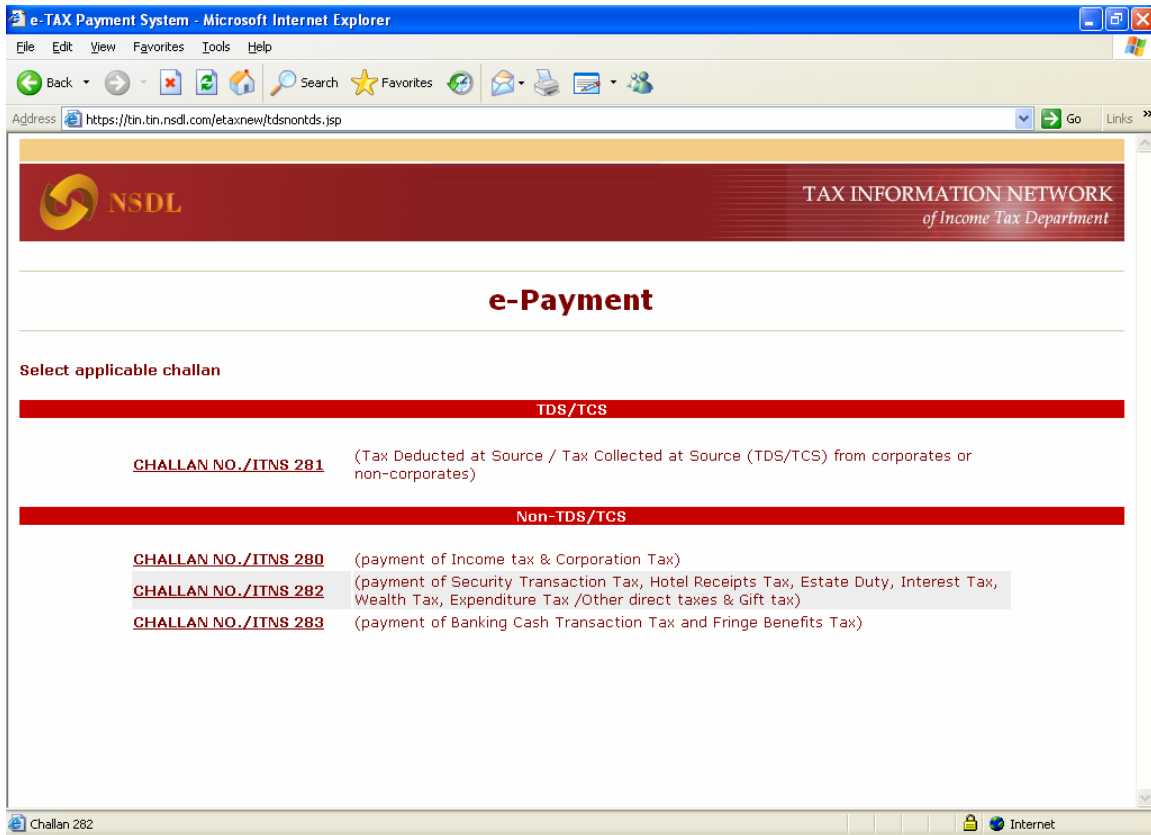 e-TAX Payment System - Microsoft Internet Explorer
File Edit View Favorites Tools Help
Back Search Favorites
Address https://tin.tin.nsdl.com/etaxnew/tdsnontds.jsp Go Links »
NSDL
TAX INFORMATION NETWORK
of Income Tax Department
e-Payment
Select applicable challan
TDS/TCS
CHALLAN NO./ITNS 281 (Tax Deducted at Source / Tax Collected at Source (TDS/TCS) from corporates or
non-corporates)
Non-TDS/TCS
CHALLAN NO./ITNS 280 (payment of Income tax & Corporation Tax)
CHALLAN NO./ITNS 282 (payment of Security Transaction Tax, Hotel Receipts Tax, Estate Duty, Interest Tax,
Wealth Tax, Expenditure Tax /Other direct taxes & Gift tax)
CHALLAN NO./ITNS 283 (payment of Banking Cash Transaction Tax and Fringe Benefits Tax)
Challan 282 Internet